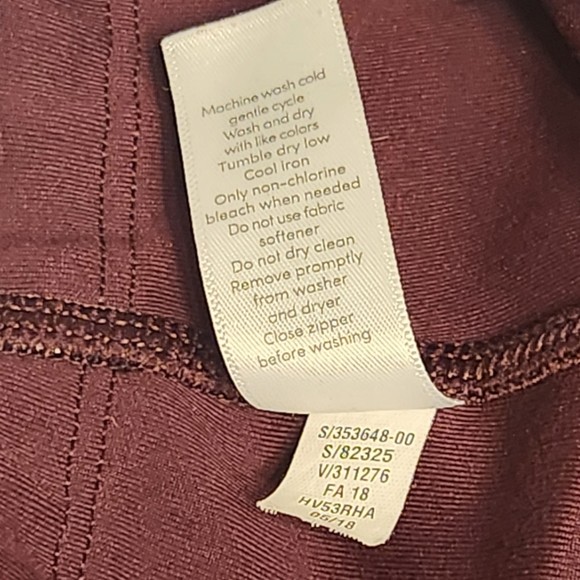 Machine wash cold
gentle cycle
Wash and dry
with like colors
Tumble dry low
Cool iron
Only non-chlorine
bleach when needed
Do not use fabric
softener
Do not dry clean
Remove promptly
from washer
and dryer
Close zipper
before washing
S/353648-00
S/82325
V/311276
FA 18
HV53RHA
05/18